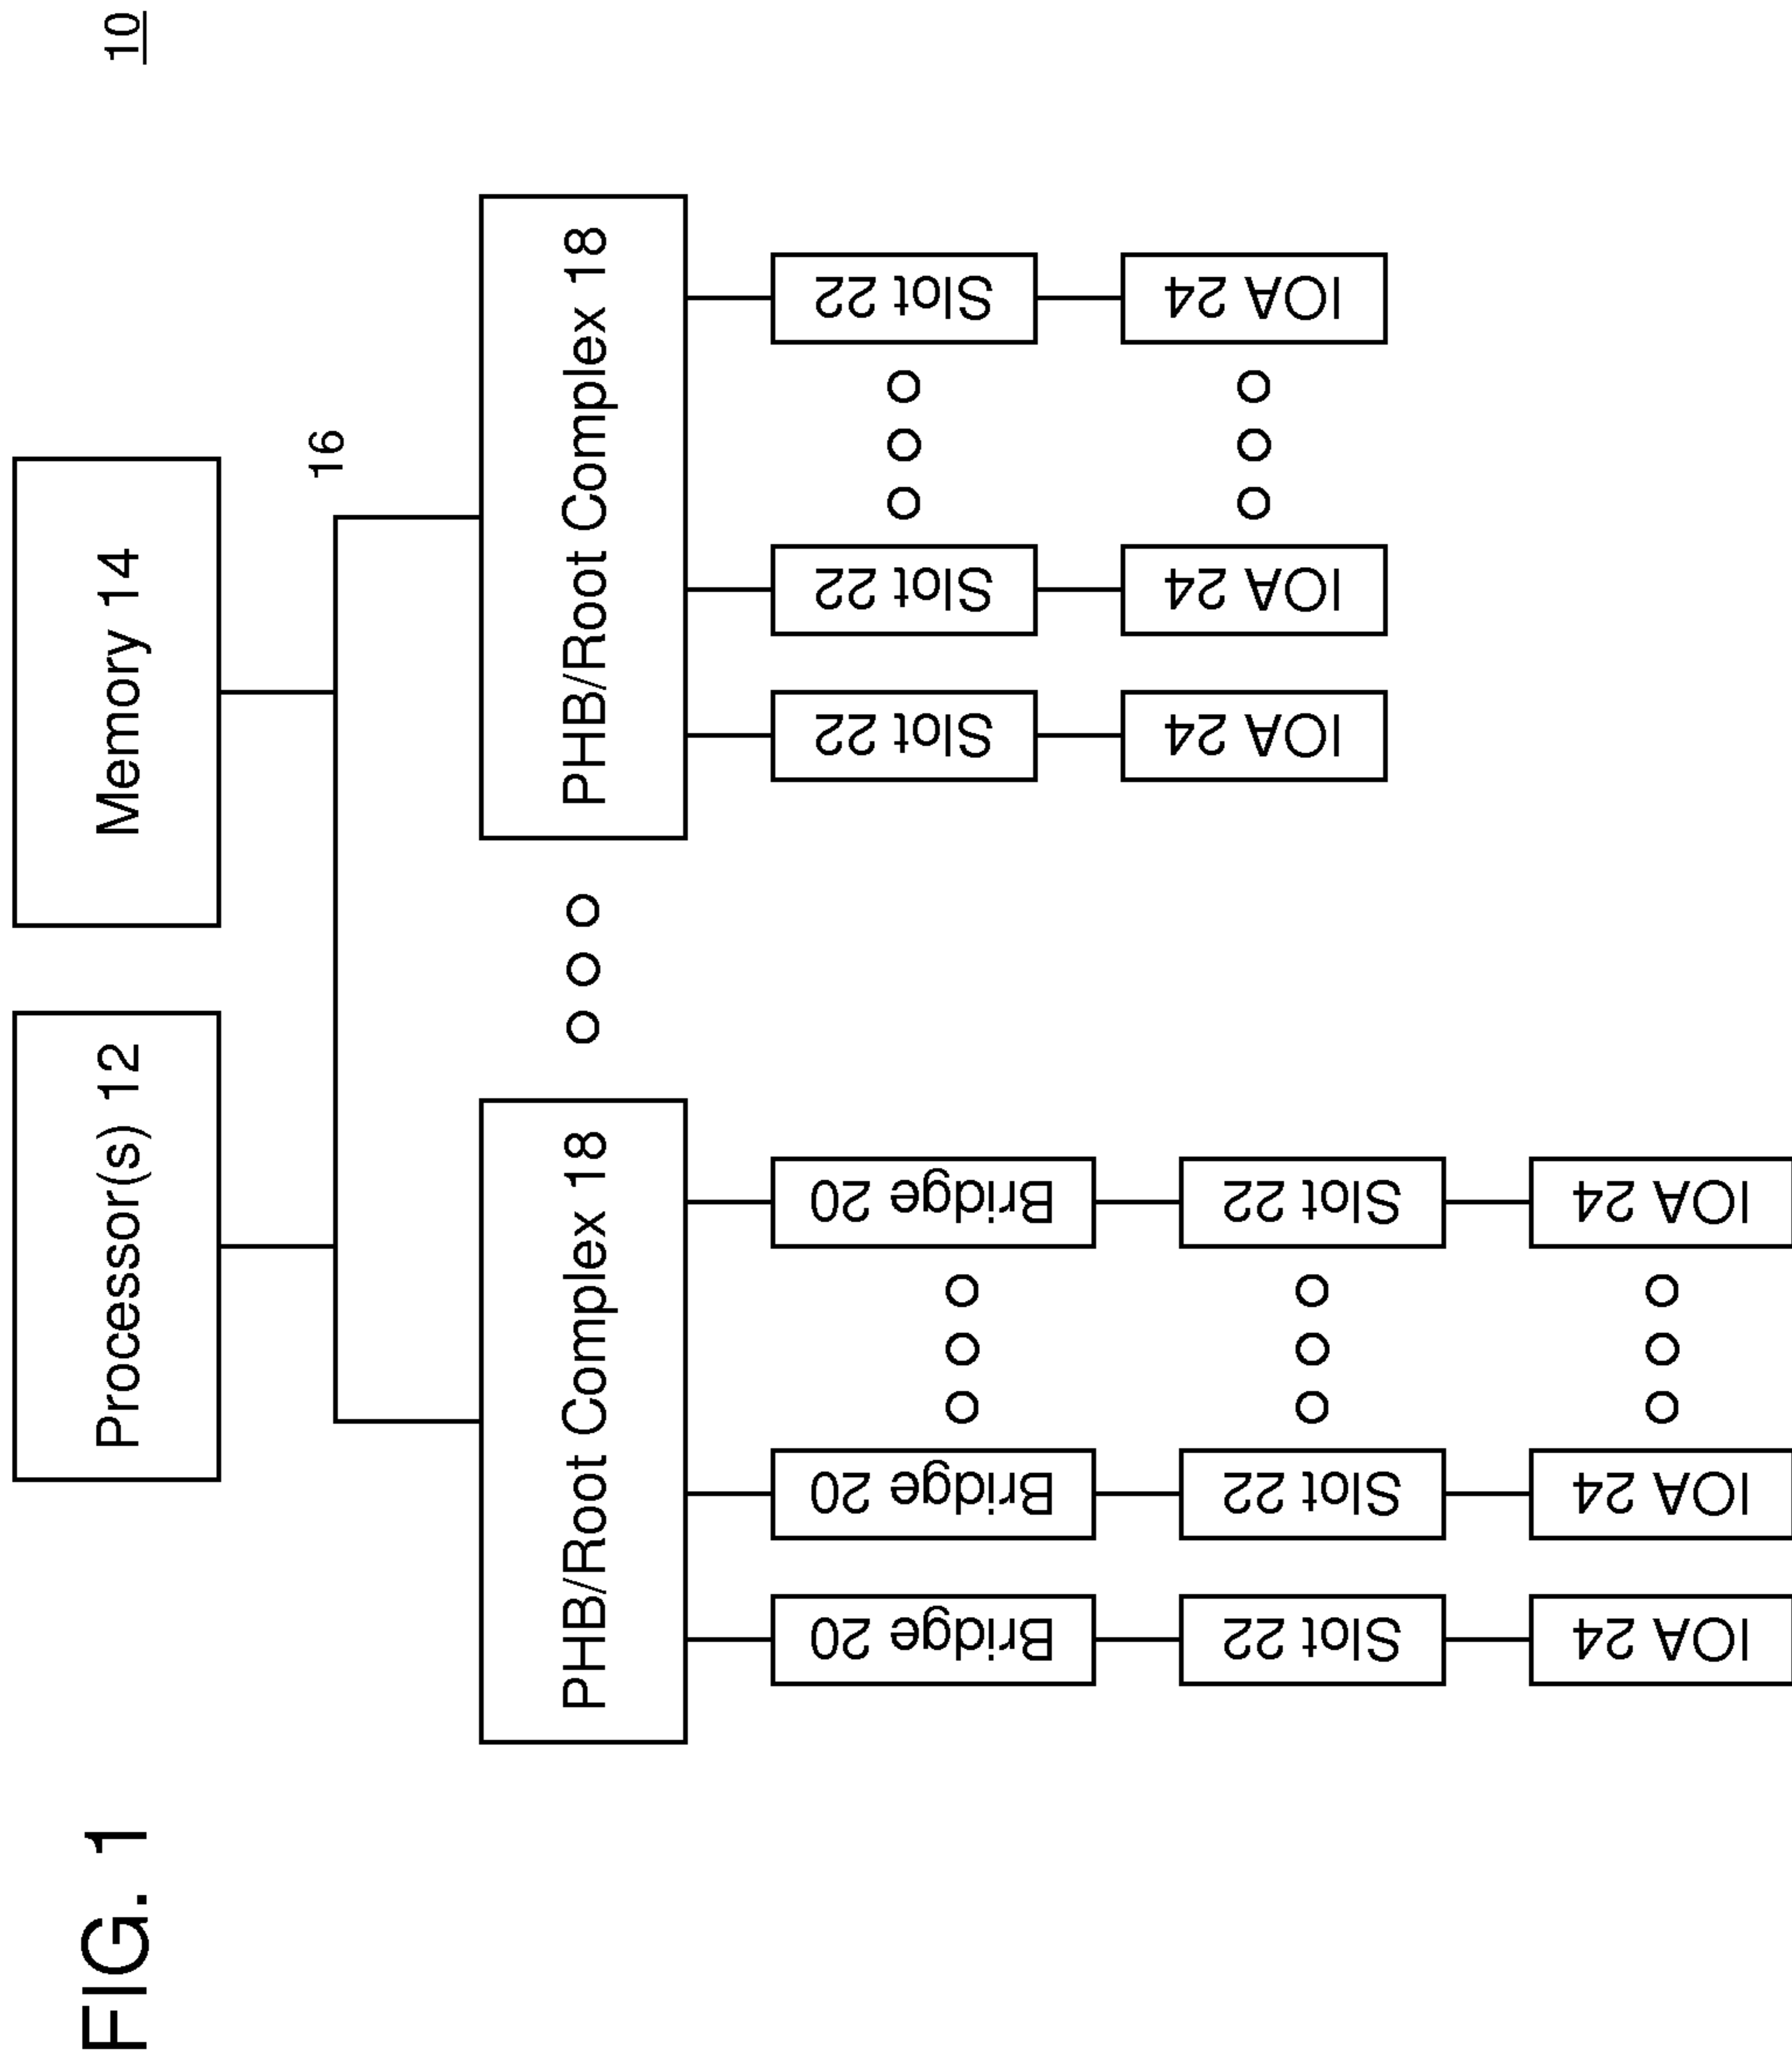 FIG. 1
10
Processor(s) 12
Memory 14
16
PHB/Root Complex 18
PHB/Root Complex 18
Bridge 20
Bridge 20
Bridge 20
Slot 22
Slot 22
Slot 22
Slot 22
Slot 22
Slot 22
IOA 24
IOA 24
IOA 24
IOA 24
IOA 24
IOA 24